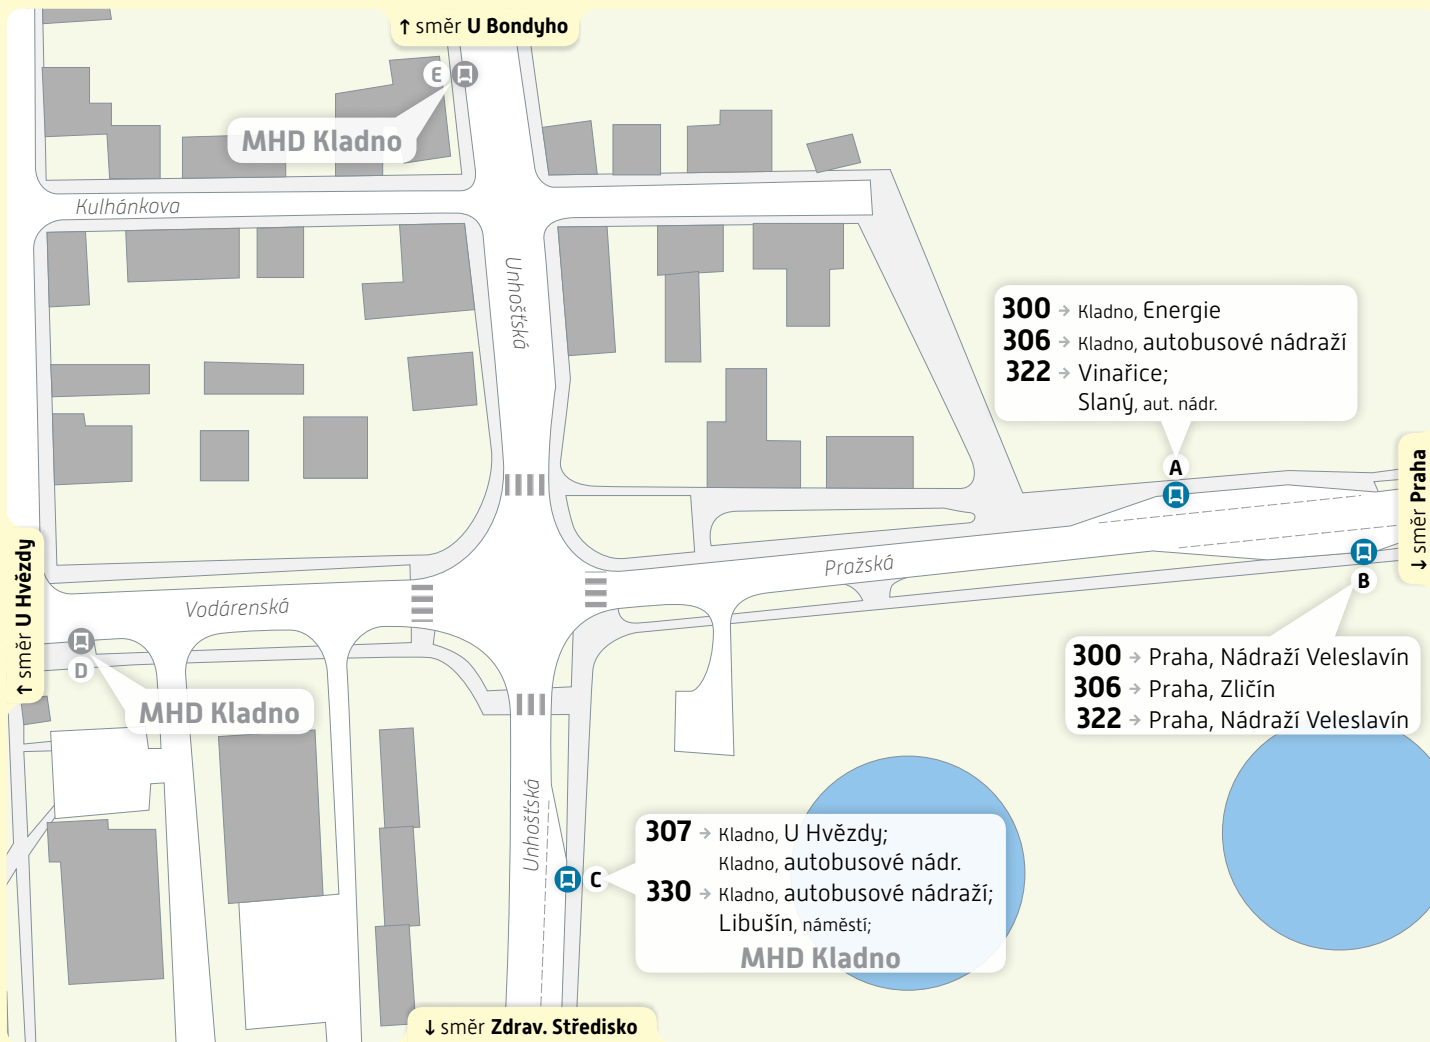 ↑ směr U Bondyho
E
MHD Kladno
Kulhánkova
Unhošťská
300 → Kladno, Energie
306 → Kladno, autobusové nádraží
322 → Vinařice;
Slaný, aut. nádr.
A
↓ směr Praha
Pražská
B
↑ směr U Hvězdy
Vodárenská
D
MHD Kladno
300 → Praha, Nádraží Veleslavín
306 → Praha, Zličín
322 → Praha, Nádraží Veleslavín
Unhošťská
C
307 → Kladno, U Hvězdy;
Kladno, autobusové nádr.
330 → Kladno, autobusové nádraží;
Libušín, náměstí;
MHD Kladno
↓ směr Zdrav. Středisko